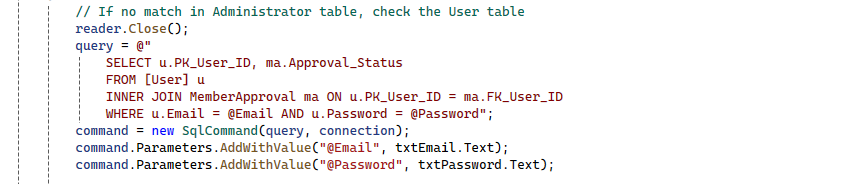 // If no match in Administrator table, check the User table
reader.Close();
query = @"
SELECT u.PK_User_ID, ma.Approval_Status
FROM [User] u
INNER JOIN MemberApproval ma ON u.PK_User_ID = ma.FK_User_ID
WHERE u.Email = @Email AND u.Password = @Password";
command = new SqlCommand(query, connection);
command.Parameters.AddWithValue("@Email", txtEmail.Text);
command.Parameters.AddWithValue("@Password", txtPassword.Text);